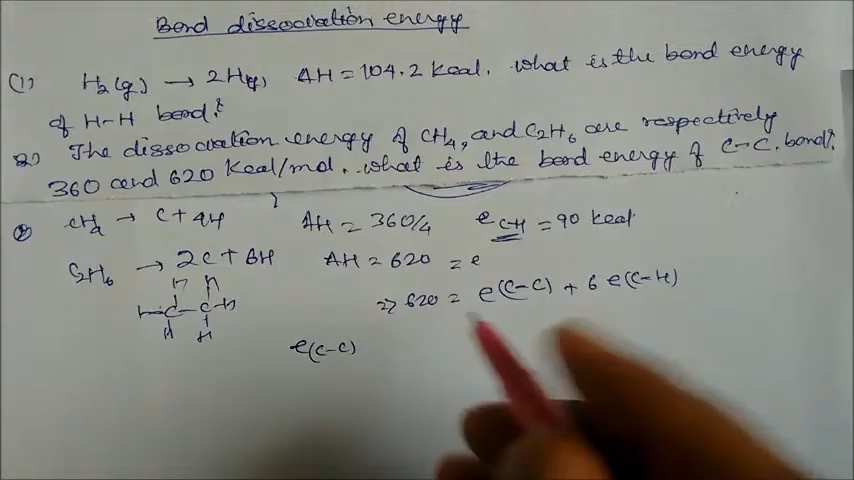 Bond dissociation energy
(1) H2(g) → 2H(g) ΔH = 104.2 Kcal. what is the bond energy
of H-H bond?
2) The dissociation energy of CH4, and C2H6 are respectively
360 and 620 Kcal/mol. what is the bond energy of C-C. bond?
2) CH4 → C + 4H ΔH = 360/4 e C-H = 90 kcal
C2H6 → 2C + 6H ΔH = 620 = e
H H
H-C-C-H
H H
=> 620 = e(C-C) + 6 e(C-H)
e(C-C)